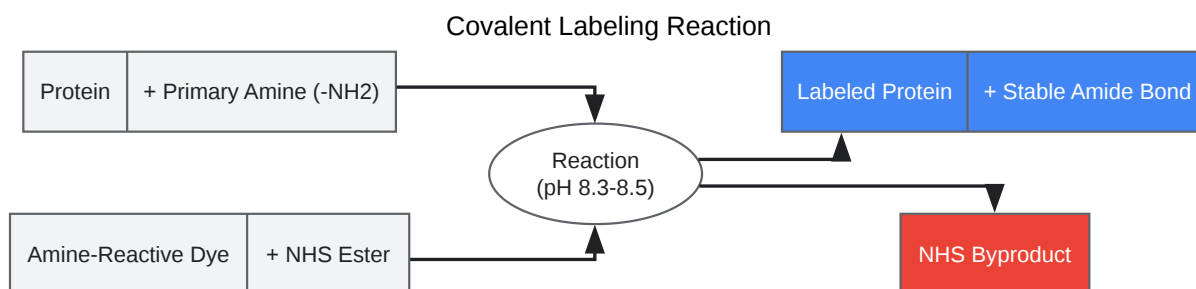 Covalent Labeling Reaction
Protein
+ Primary Amine (-NH2)
Labeled Protein
+ Stable Amide Bond
Reaction
(pH 8.3-8.5)
Amine-Reactive Dye
+ NHS Ester
NHS Byproduct